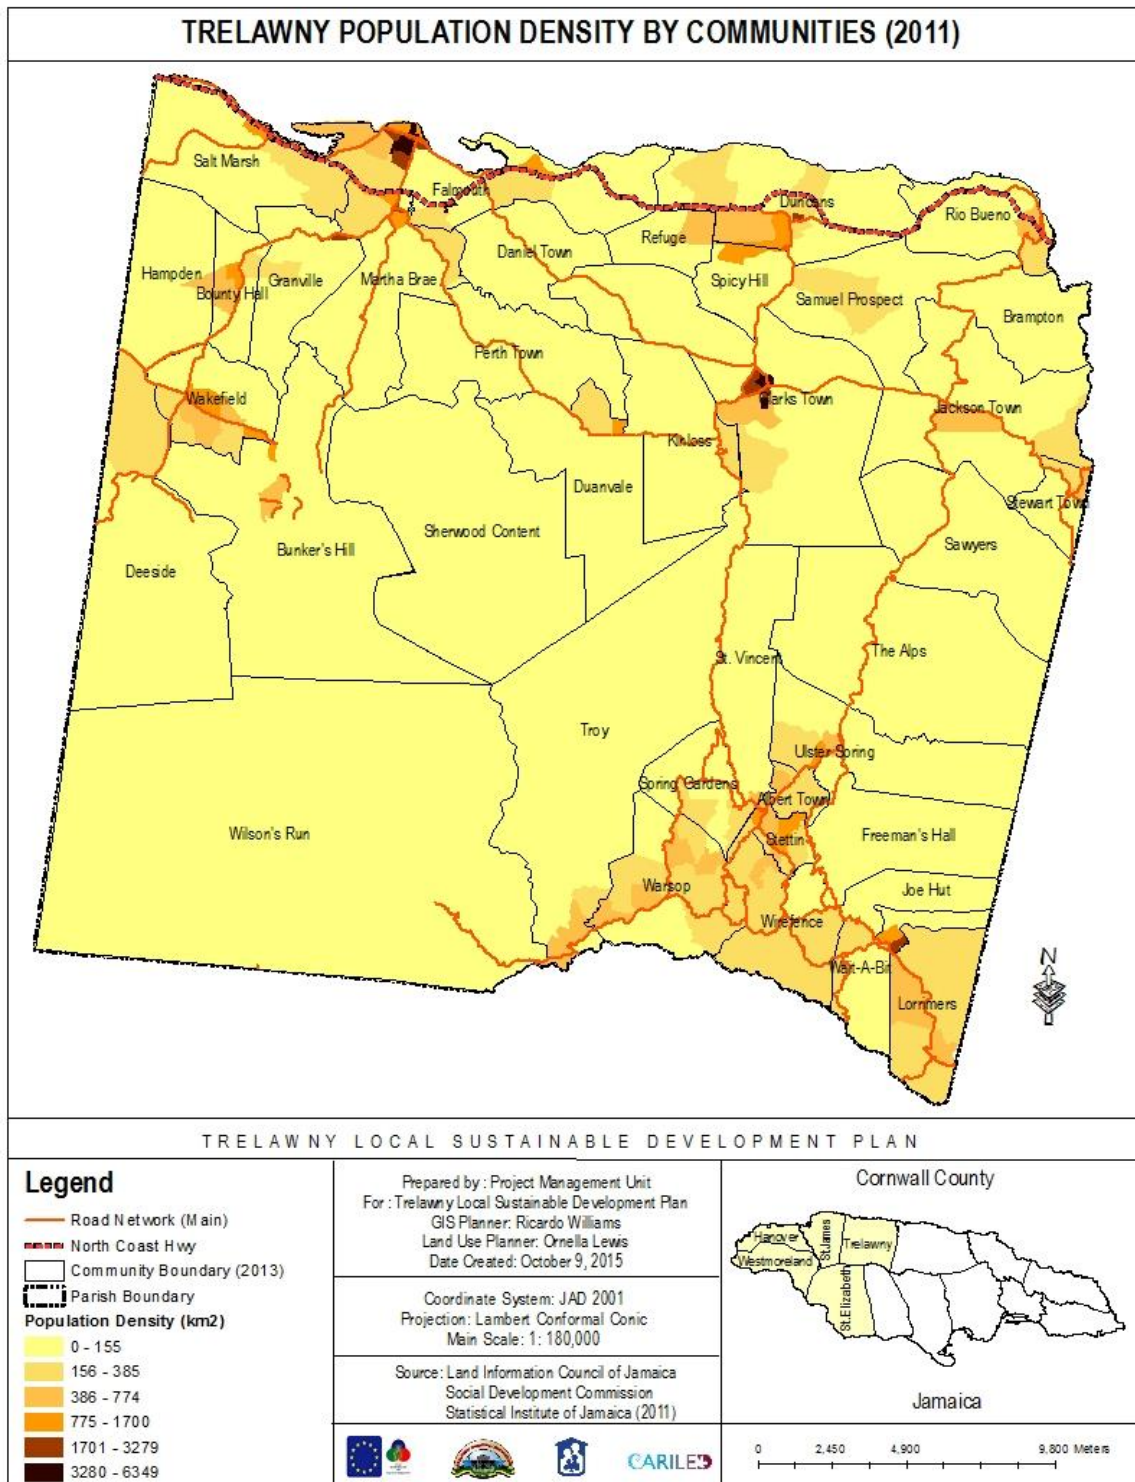 TRELAWNY POPULATION DENSITY BY COMMUNITIES (2011)
Salt Marsh
Falmouth
Duncans
Rio Bueno
Refuge
Daniel Town
Hampden
Bounty Hall
Granville
Martha Brae
Spicy Hill
Samuel Prospect
Brampton
Perth Town
Wakefield
Clarks Town
Jackson Town
Kinloss
Duanvale
Stewart Town
Sherwood Content
Bunker's Hill
Sawyers
Deeside
St. Vincent
The Alps
Troy
Ulster Spring
Spring Gardens
Albert Town
Wilson's Run
Stettin
Freeman's Hall
Warsop
Joe Hut
Wirefence
Wait-A-Bit
Lornmers
N
TRELAWNY LOCAL SUSTAINABLE DEVELOPMENT PLAN
Legend
Road Network (Main)
North Coast Hwy
Community Boundary (2013)
Parish Boundary
Population Density (km2)
0 - 155
156 - 385
386 - 774
775 - 1700
1701 - 3279
3280 - 6349
Prepared by : Project Management Unit
For : Trelawny Local Sustainable Development Plan
GIS Planner: Ricardo Williams
Land Use Planner: Ornella Lewis
Date Created: October 9, 2015
Coordinate System: JAD 2001
Projection: Lambert Conformal Conic
Main Scale: 1: 180,000
Source: Land Information Council of Jamaica
Social Development Commission
Statistical Institute of Jamaica (2011)
CARILED
Cornwall County
Hanover
St.James
Trelawny
Westmoreland
St.Elizabeth
Jamaica
0 2,450 4,900 9,800 Meters